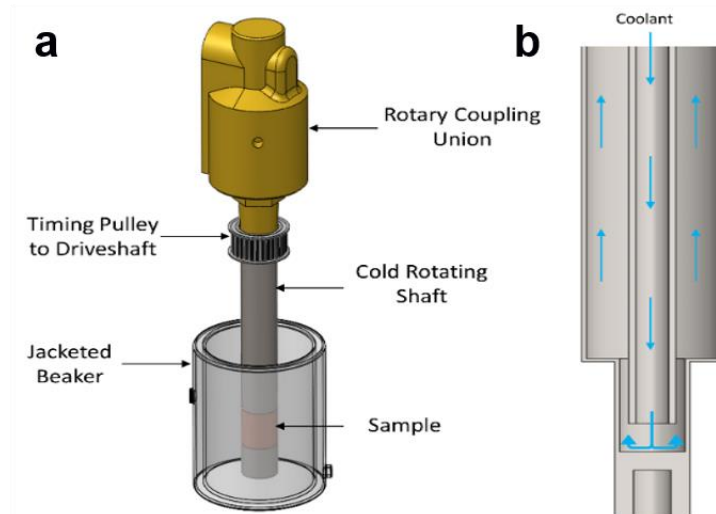 a
b
Coolant
Rotary Coupling
Union
Timing Pulley
to Driveshaft
Cold Rotating
Shaft
Jacketed
Beaker
Sample